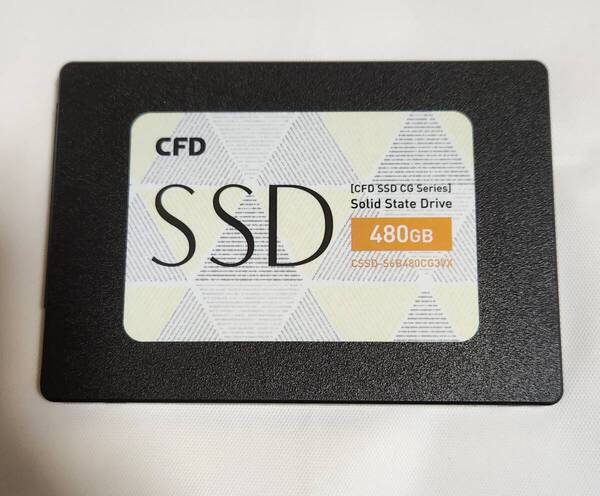 CFD
SSD
[CFD SSD CG Series]
Solid State Drive
480GB
CSSD-S6B480CG3VX